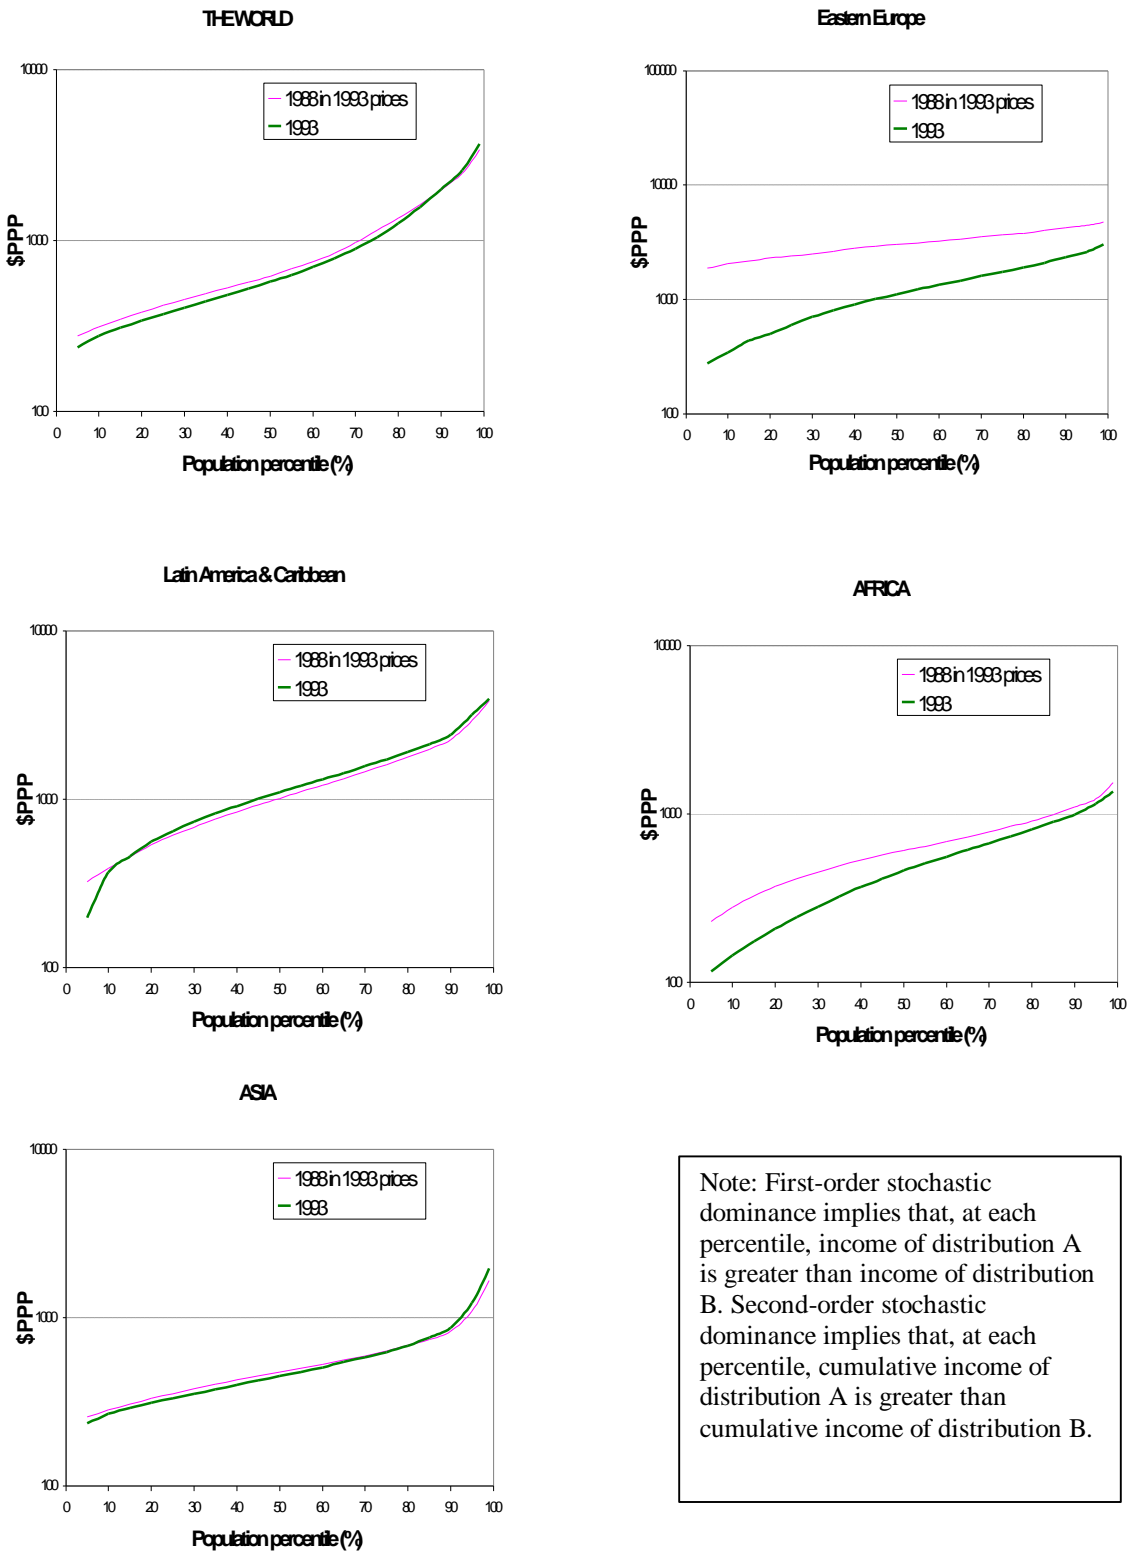 THE WORLD
10000
1000
100
$PPP
1988 in 1993 prices
1993
0 10 20 30 40 50 60 70 80 90 100
Population percentile (%)
Eastern Europe
100000
10000
1000
100
$PPP
1988 in 1993 prices
1993
0 10 20 30 40 50 60 70 80 90 100
Population percentile (%)
Latin America & Caribbean
10000
1000
100
$PPP
1988 in 1993 prices
1993
0 10 20 30 40 50 60 70 80 90 100
Population percentile (%)
AFRICA
10000
1000
100
$PPP
1988 in 1993 prices
1993
0 10 20 30 40 50 60 70 80 90 100
Population percentile (%)
ASIA
10000
1000
100
$PPP
1988 in 1993 prices
1993
0 10 20 30 40 50 60 70 80 90 100
Population percentile (%)
Note: First-order stochastic
dominance implies that, at each
percentile, income of distribution A
is greater than income of distribution
B. Second-order stochastic
dominance implies that, at each
percentile, cumulative income of
distribution A is greater than
cumulative income of distribution B.